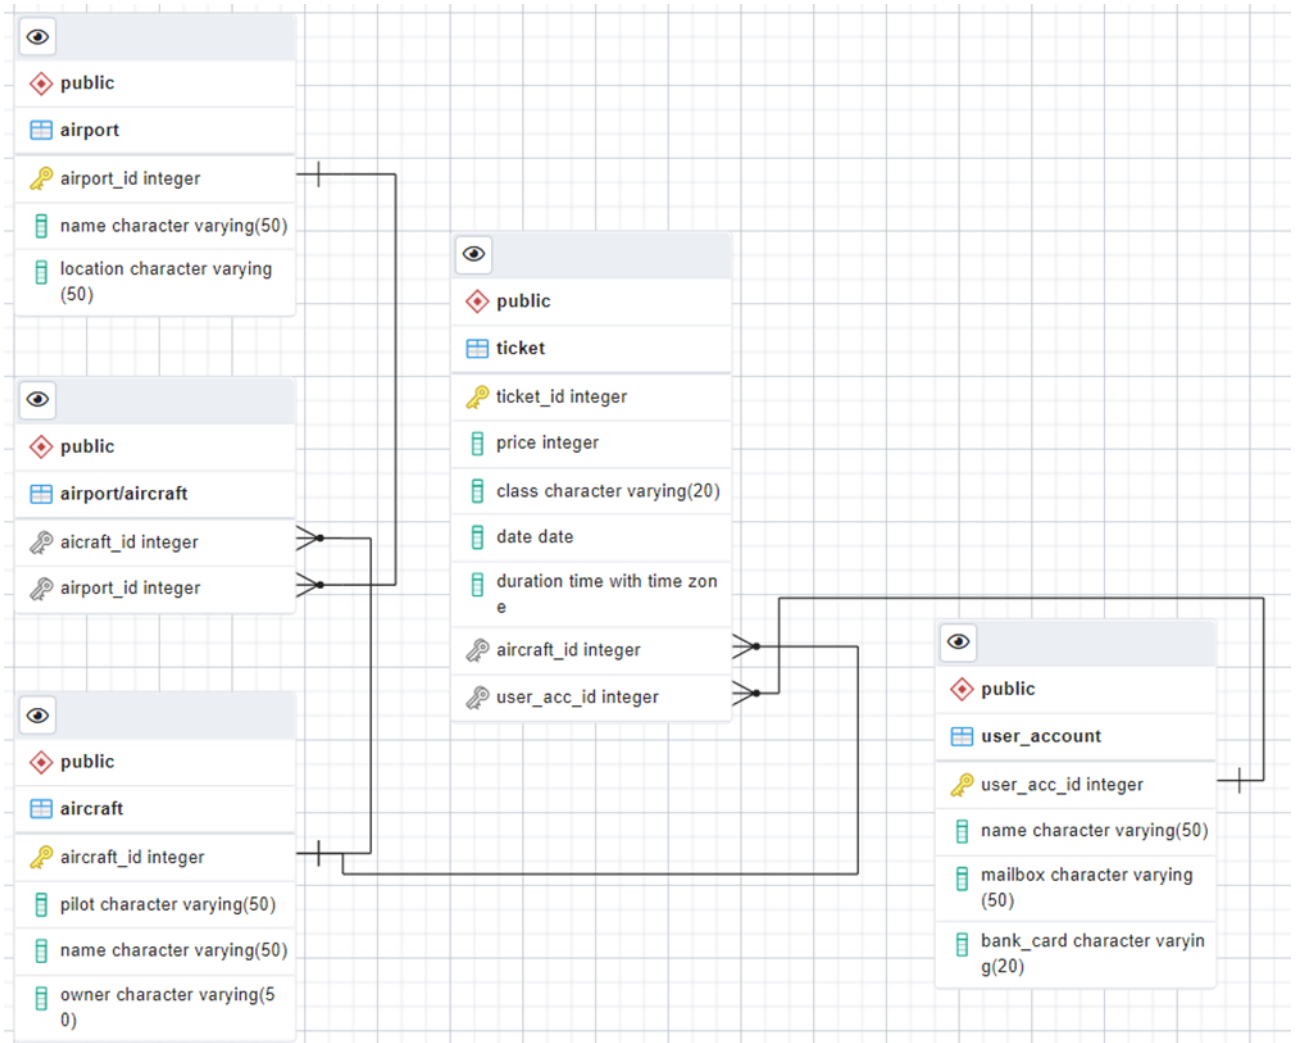 public
airport
airport_id integer
name character varying(50)
location character varying
(50)
public
airport/aircraft
aicraft_id integer
airport_id integer
public
aircraft
aircraft_id integer
pilot character varying(50)
name character varying(50)
owner character varying(5
0)
public
ticket
ticket_id integer
price integer
class character varying(20)
date date
duration time with time zon
e
aircraft_id integer
user_acc_id integer
public
user_account
user_acc_id integer
name character varying(50)
mailbox character varying
(50)
bank_card character varyin
g(20)